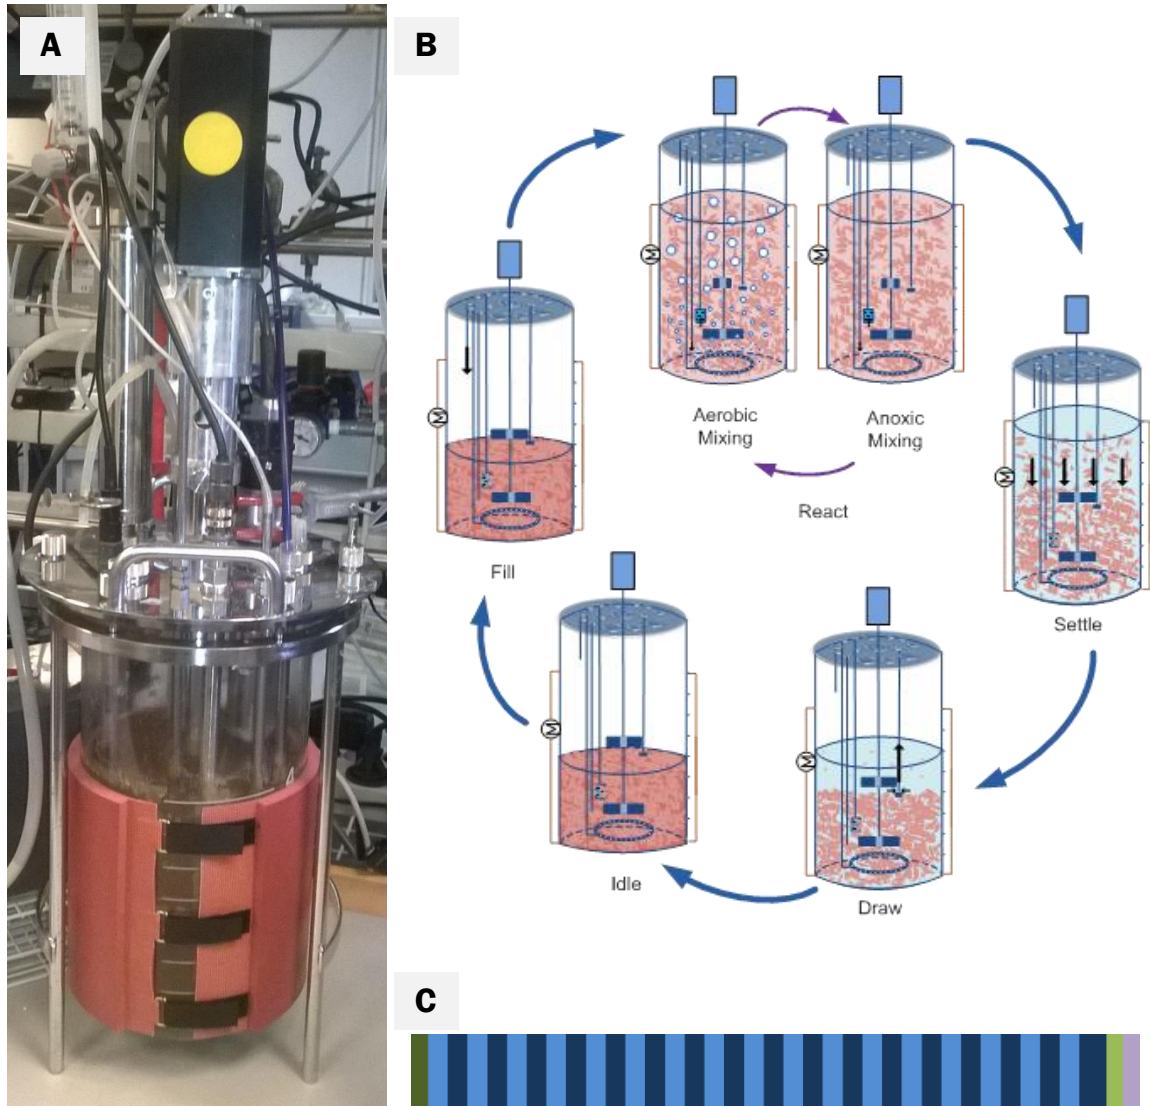 A
B
Aerobic
Mixing
Anoxic
Mixing
React
Fill
Settle
Idle
Draw
M
M
M
M
M
M
C